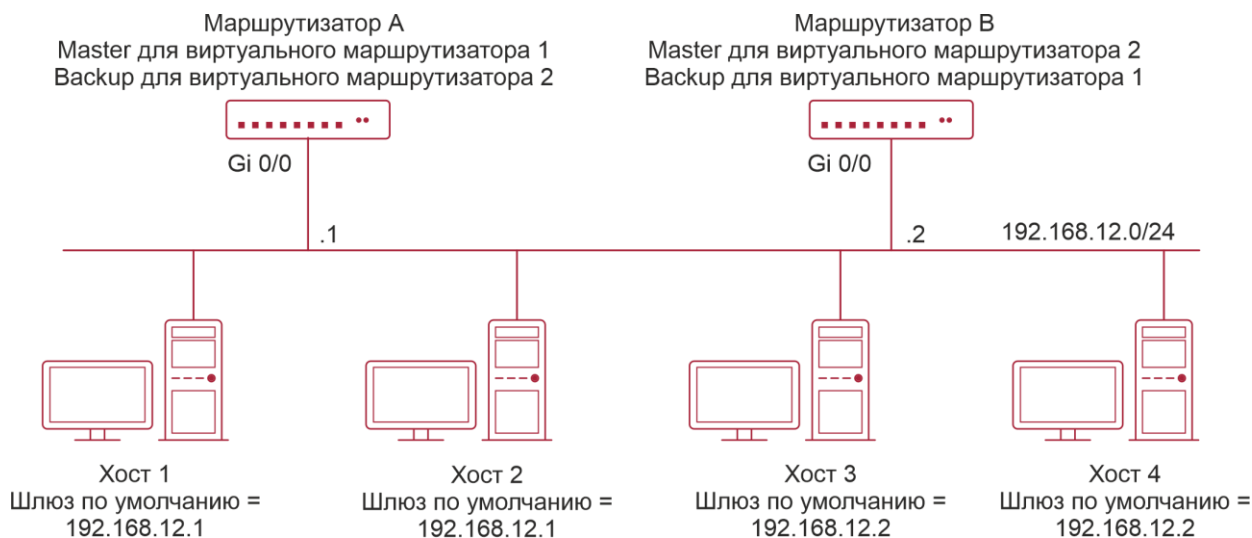 Маршрутизатор A
Master для виртуального маршрутизатора 1
Backup для виртуального маршрутизатора 2
Маршрутизатор B
Master для виртуального маршрутизатора 2
Backup для виртуального маршрутизатора 1
Gi 0/0
Gi 0/0
.1
.2
192.168.12.0/24
Хост 1
Шлюз по умолчанию =
192.168.12.1
Хост 2
Шлюз по умолчанию =
192.168.12.1
Хост 3
Шлюз по умолчанию =
192.168.12.2
Хост 4
Шлюз по умолчанию =
192.168.12.2